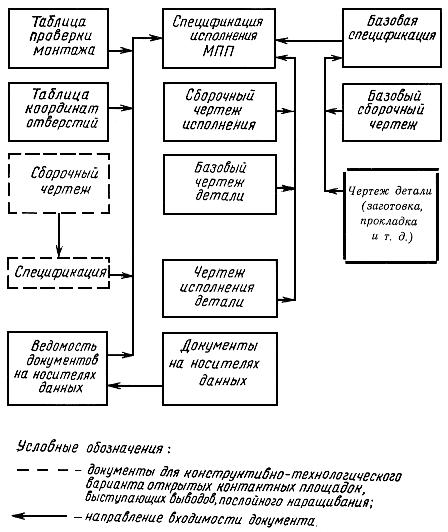 Таблица
проверки
монтажа
Спецификация
исполнения
МПП
Базовая
спецификация
Таблица
координат
отверстий
Сборочный
чертеж
исполнения
Базовый
сборочный
чертеж
Сборочный
чертеж
Базовый
чертеж
детали
Чертеж детали
(заготовка,
прокладка
и т. д.)
Спецификация
Чертеж
исполнения
детали
Ведомость
документов
на носителях
данных
Документы
на носителях
данных
Условные обозначения :
– документы для конструктивно-технологического
варианта открытых контантных площадок,
выступающих выводов, послойного наращивания;
– направление входимости документа.